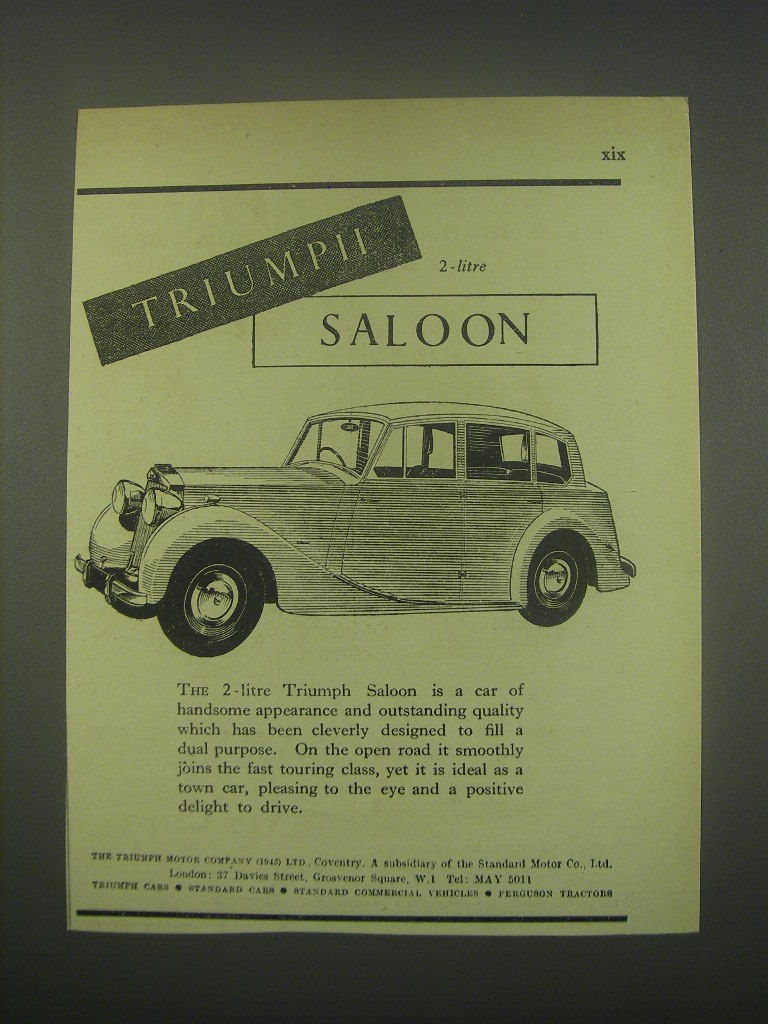 xix
TRIUMPH
2-litre
SALOON
THE 2-litre Triumph Saloon is a car of
handsome appearance and outstanding quality
which has been cleverly designed to fill a
dual purpose. On the open road it smoothly
joins the fast touring class, yet it is ideal as a
town car, pleasing to the eye and a positive
delight to drive.
THE TRIUMPH MOTOR COMPANY (1945) LTD., Coventry. A subsidiary of the Standard Motor Co., Ltd.
London: 37 Davies Street, Grosvenor Square, W.1 Tel: MAY 5011
TRIUMPH CARS ● STANDARD CARS ● STANDARD COMMERCIAL VEHICLES ● FERGUSON TRACTORS